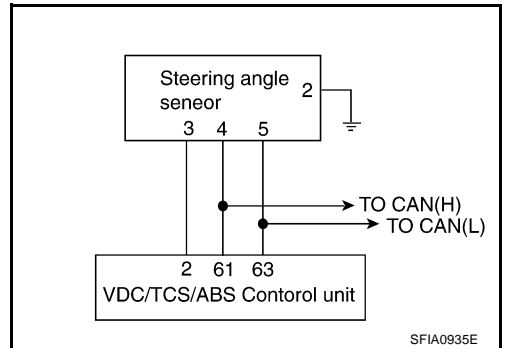 Steering angle
seneor
2
3 4 5
TO CAN(H)
TO CAN(L)
2 61 63
VDC/TCS/ABS Contorol unit
SFIA0935E